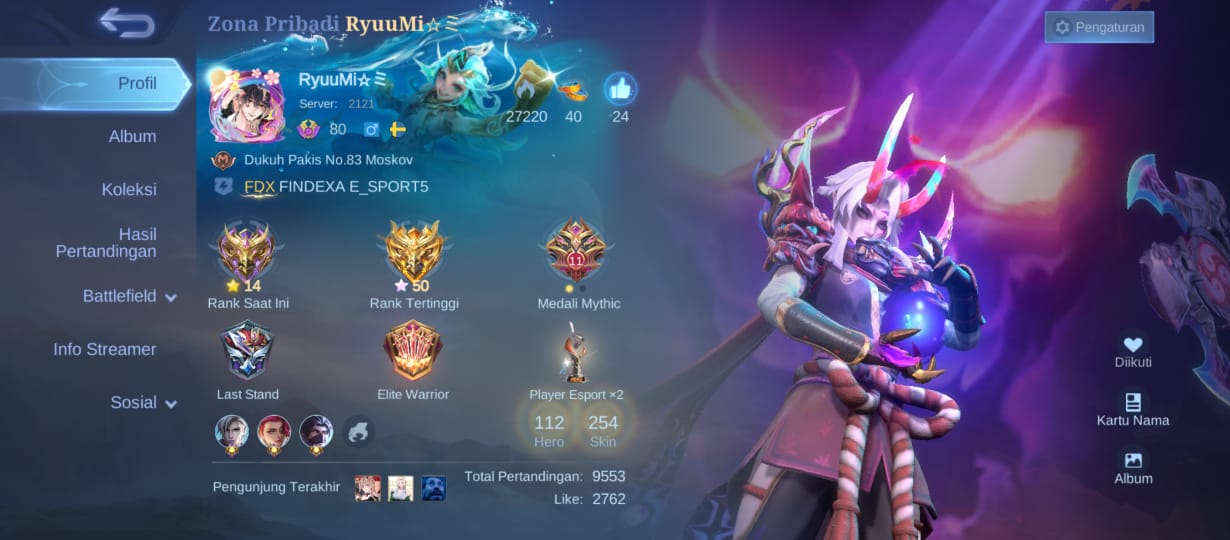 Zona Pribadi RyuuMi☆ミ
Pengaturan
Profil
Album
Koleksi
Hasil
Pertandingan
Battlefield
Info Streamer
Sosial
RyuuMi☆ミ
Server: 2121
80
27220 40 24
Dukuh Pakis No.83 Moskov
FDX FINDEXA E_SPORT5
14 50 11
Rank Saat Ini Rank Tertinggi Medali Mythic
Last Stand Elite Warrior Player Esport ×2
112 254
Hero Skin
Pengunjung Terakhir
Total Pertandingan: 9553
Like: 2762
Diikuti
Kartu Nama
Album